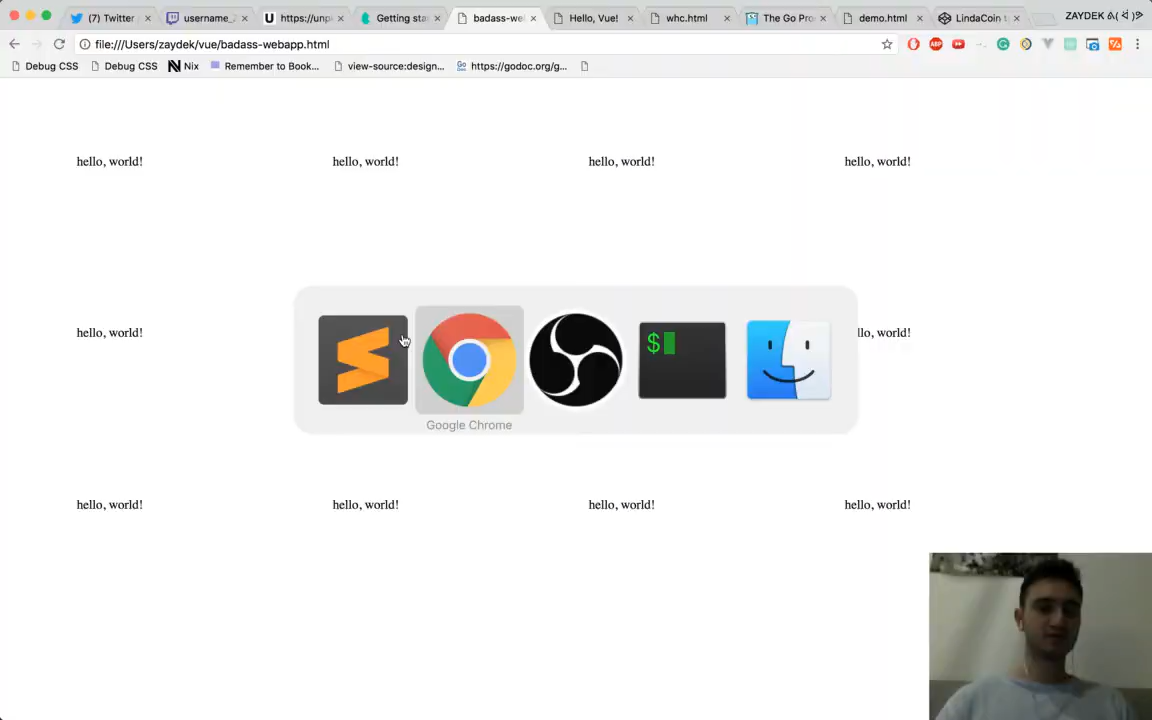 (7) Twitter
username_
https://unp
Getting sta
badass-we
Hello, Vue!
whc.html
The Go Pro
demo.html
LindaCoin t
ZAYDEK
file:///Users/zaydek/vue/badass-webapp.html
ABP
Debug CSS
Debug CSS
Nix
Remember to Book...
view-source:design...
https://godoc.org/g...
hello, world! hello, world! hello, world! hello, world!
hello, world! llo, world!
$
Google Chrome
hello, world! hello, world! hello, world! hello, world!